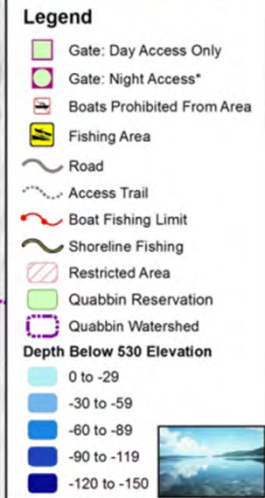 Legend
Gate: Day Access Only
Gate: Night Access*
Boats Prohibited From Area
Fishing Area
Road
Access Trail
Boat Fishing Limit
Shoreline Fishing
Restricted Area
Quabbin Reservation
Quabbin Watershed
Depth Below 530 Elevation
0 to -29
-30 to -59
-60 to -89
-90 to -119
-120 to -150